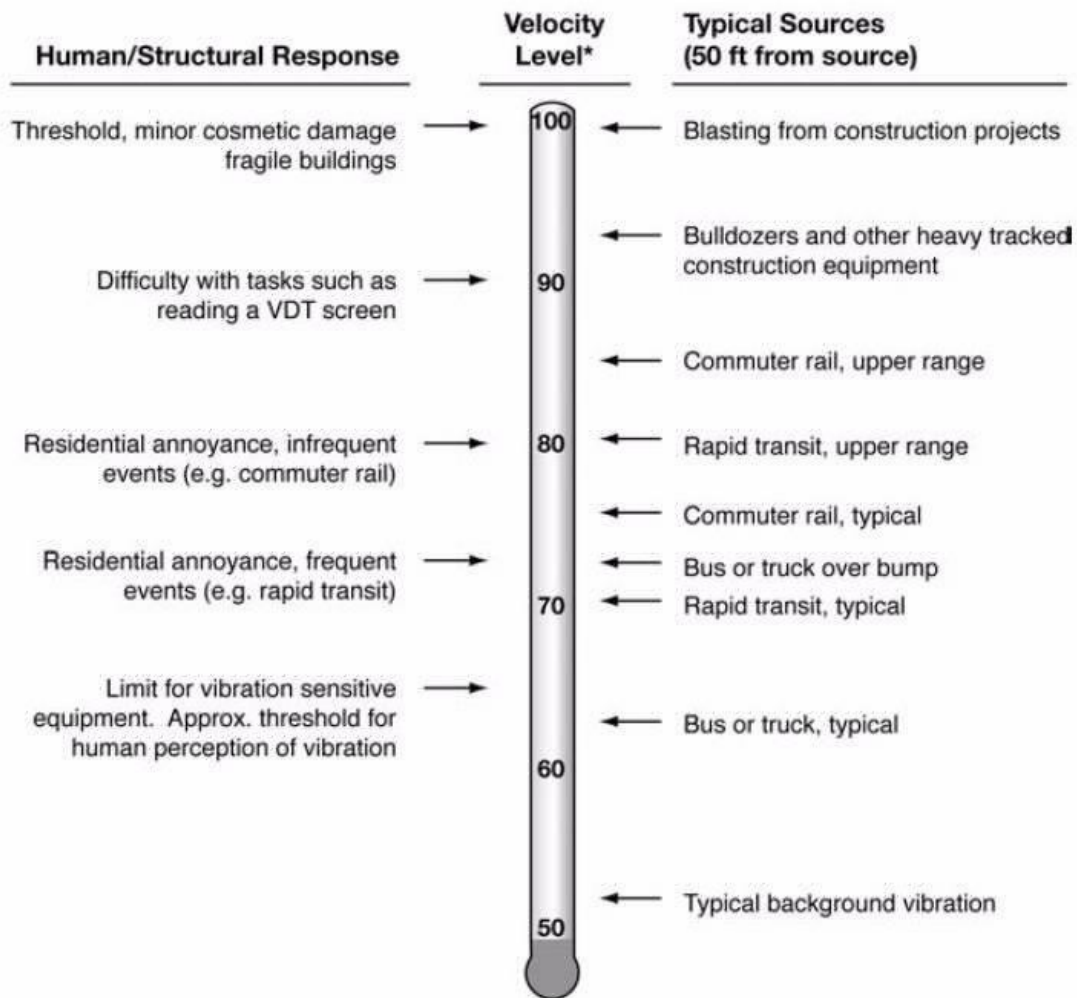 Human/Structural Response
Velocity
Level*
Typical Sources
(50 ft from source)
Threshold, minor cosmetic damage
fragile buildings
100
Blasting from construction projects
Bulldozers and other heavy tracked
construction equipment
Difficulty with tasks such as
reading a VDT screen
90
Commuter rail, upper range
Residential annoyance, infrequent
events (e.g. commuter rail)
80
Rapid transit, upper range
Commuter rail, typical
Residential annoyance, frequent
events (e.g. rapid transit)
Bus or truck over bump
70
Rapid transit, typical
Limit for vibration sensitive
equipment. Approx. threshold for
human perception of vibration
Bus or truck, typical
60
Typical background vibration
50